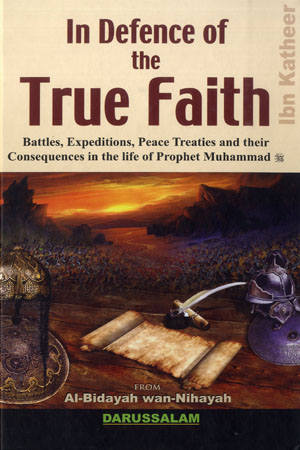 In Defence of
the
True Faith
Ibn Katheer
Battles, Expeditions, Peace Treaties and their
Consequences in the life of Prophet Muhammad ﷺ
FROM
Al-Bidayah wan-Nihayah
DARUSSALAM